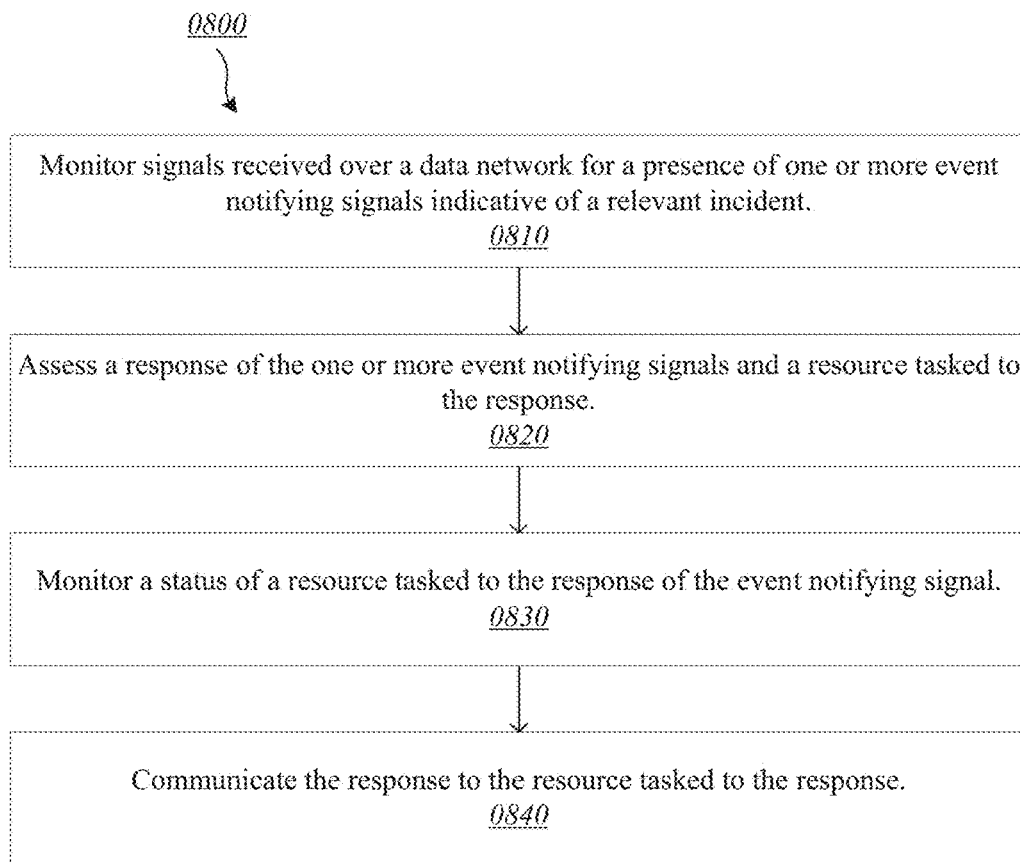 0800
Monitor signals received over a data network for a presence of one or more event
notifying signals indicative of a relevant incident.
0810
Assess a response of the one or more event notifying signals and a resource tasked to
the response.
0820
Monitor a status of a resource tasked to the response of the event notifying signal.
0830
Communicate the response to the resource tasked to the response.
0840